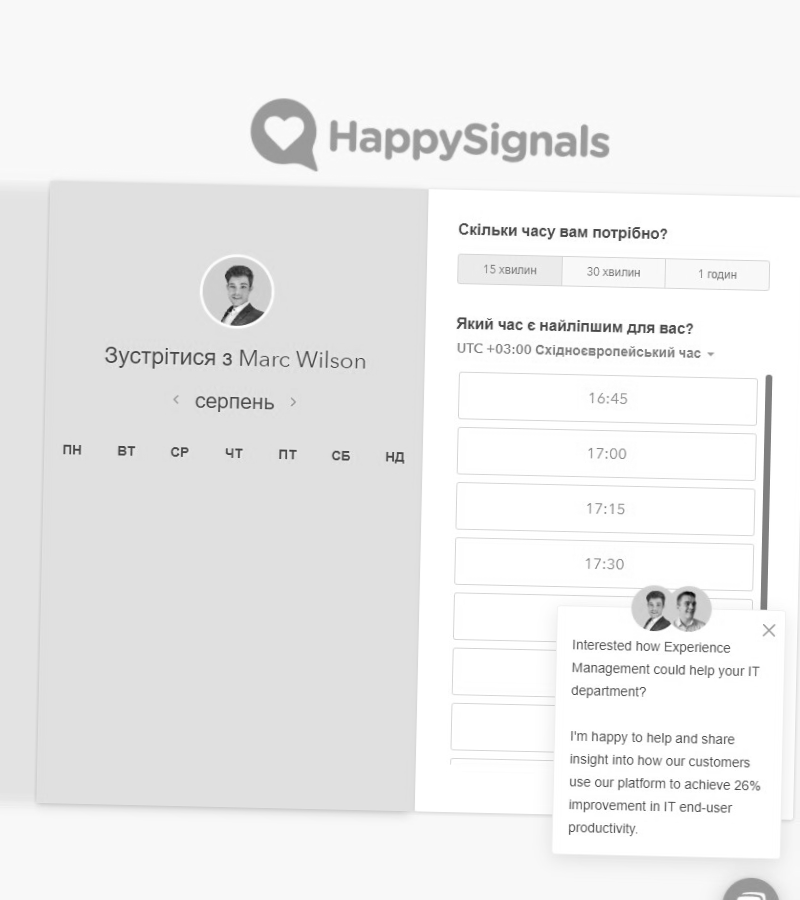 HappySignals
Зустрітися з Marc Wilson
серпень
ПН ВТ СР ЧТ ПТ СБ НД
Скільки часу вам потрібно?
15 хвилин 30 хвилин 1 годин
Який час є найліпшим для вас?
UTC +03:00 Східноєвропейський час
16:45
17:00
17:15
17:30
Interested how Experience
Management could help your IT
department?
I'm happy to help and share
insight into how our customers
use our platform to achieve 26%
improvement in IT end-user
productivity.